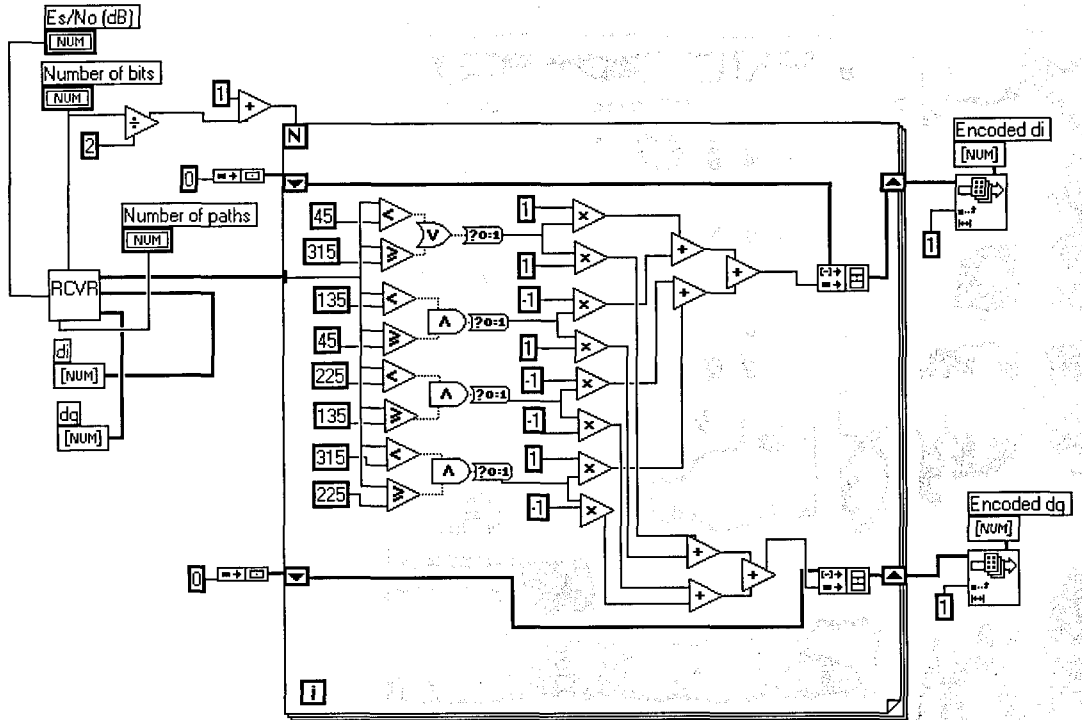 Es/No (dB)
NUM
Number of bits
NUM
1
+
÷
2
N
0
Number of paths
NUM
RCVR
di
[NUM]
dq
[NUM]
45
<
315
≥
V
?0:1
135
<
45
≥
Λ
?0:1
225
<
135
≥
Λ
?0:1
315
<
225
≥
Λ
?0:1
1
×
1
×
-1
×
1
×
-1
×
-1
×
1
×
-1
×
+
+
+
+
+
+
0
i
Encoded di
[NUM]
1
Encoded dq
[NUM]
1